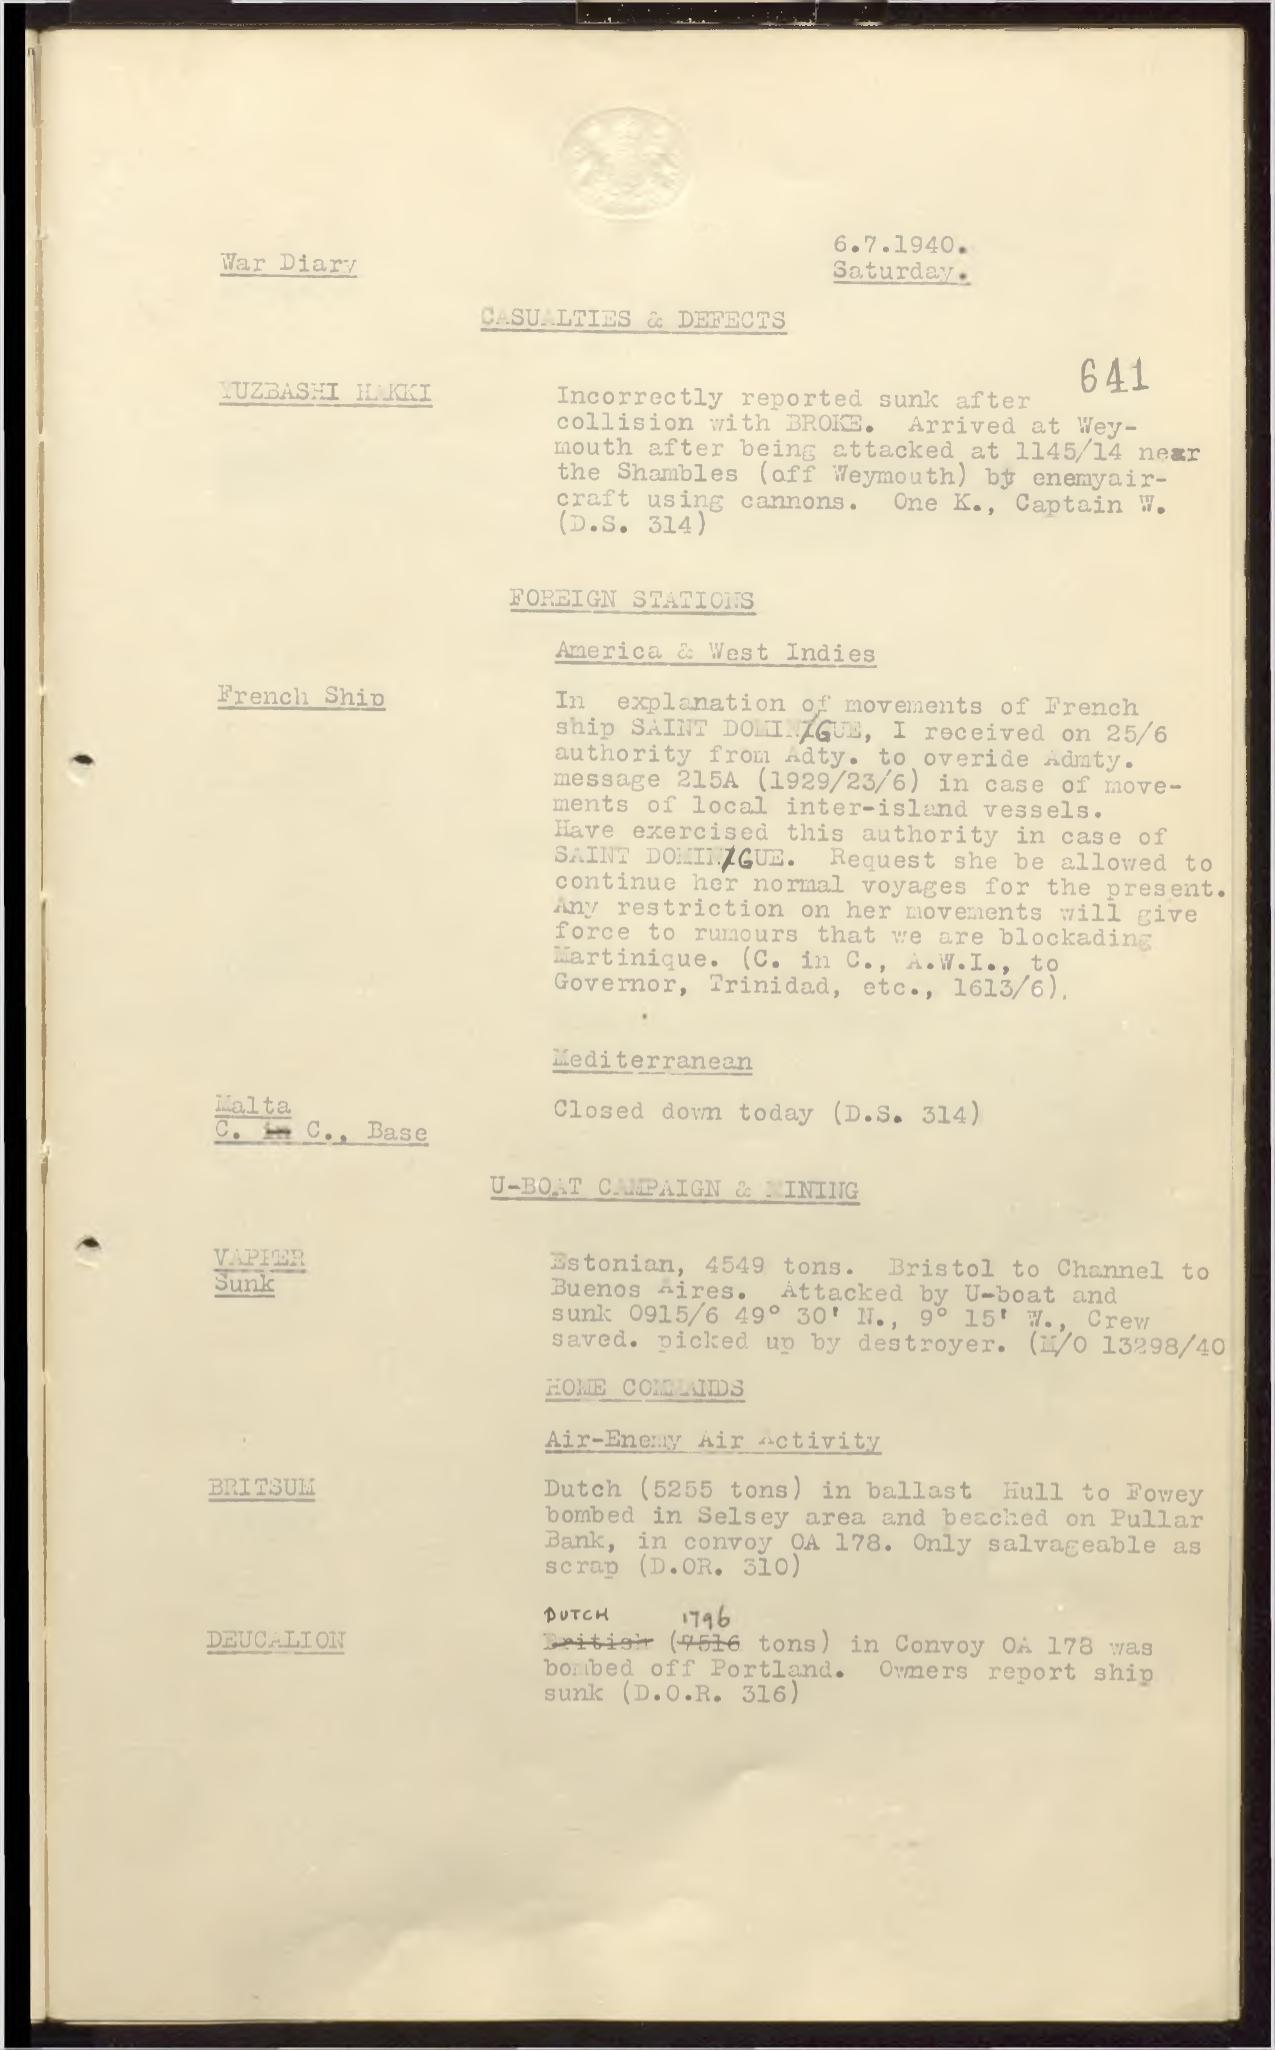 War Diary
6.7.1940.
Saturday.
CASUALTIES & DEFECTS
641
YUZBASHI HAKKI
Incorrectly reported sunk after
collision with BROKE. Arrived at Wey-
mouth after being attacked at 1145/14 near
the Shambles (off Weymouth) by enemyair-
craft using cannons. One K., Captain W.
(D.S. 314)
FOREIGN STATIONS
America & West Indies
French Ship
In explanation of movements of French
ship SAINT DOMINIGUE, I received on 25/6
authority from Adty. to overide Admty.
message 215A (1929/23/6) in case of move-
ments of local inter-island vessels.
Have exercised this authority in case of
SAINT DOMINIGUE. Request she be allowed to
continue her normal voyages for the present.
Any restriction on her movements will give
force to rumours that we are blockading
Martinique. (C. in C., A.W.I., to
Governor, Trinidad, etc., 1613/6).
Mediterranean
Malta
C. in C., Base
Closed down today (D.S. 314)
U-BOAT CAMPAIGN & MINING
VAPPER
Sunk
Estonian, 4549 tons. Bristol to Channel to
Buenos Aires. Attacked by U-boat and
sunk 0915/6 49° 30' N., 9° 15' W., Crew
saved. picked up by destroyer. (M/O 13298/40
HOME COMMANDS
Air-Enemy Air Activity
BRITSUM
Dutch (5255 tons) in ballast Hull to Fowey
bombed in Selsey area and beached on Pullar
Bank, in convoy OA 178. Only salvageable as
scrap (D.OR. 310)
DUTCH 1796
DEUCALION
British (7516 tons) in Convoy OA 178 was
bombed off Portland. Owners report ship
sunk (D.O.R. 316)